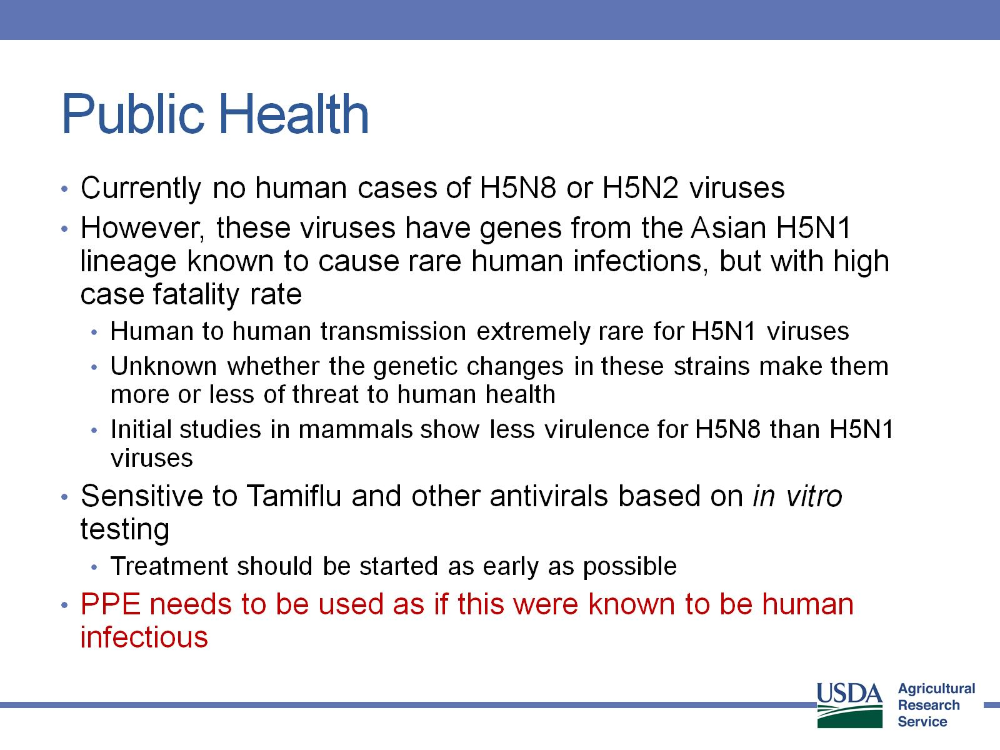 Public Health
• Currently no human cases of H5N8 or H5N2 viruses
• However, these viruses have genes from the Asian H5N1
lineage known to cause rare human infections, but with high
case fatality rate
• Human to human transmission extremely rare for H5N1 viruses
• Unknown whether the genetic changes in these strains make them
more or less of threat to human health
• Initial studies in mammals show less virulence for H5N8 than H5N1
viruses
• Sensitive to Tamiflu and other antivirals based on in vitro
testing
• Treatment should be started as early as possible
• PPE needs to be used as if this were known to be human
infectious
USDA
Agricultural
Research
Service